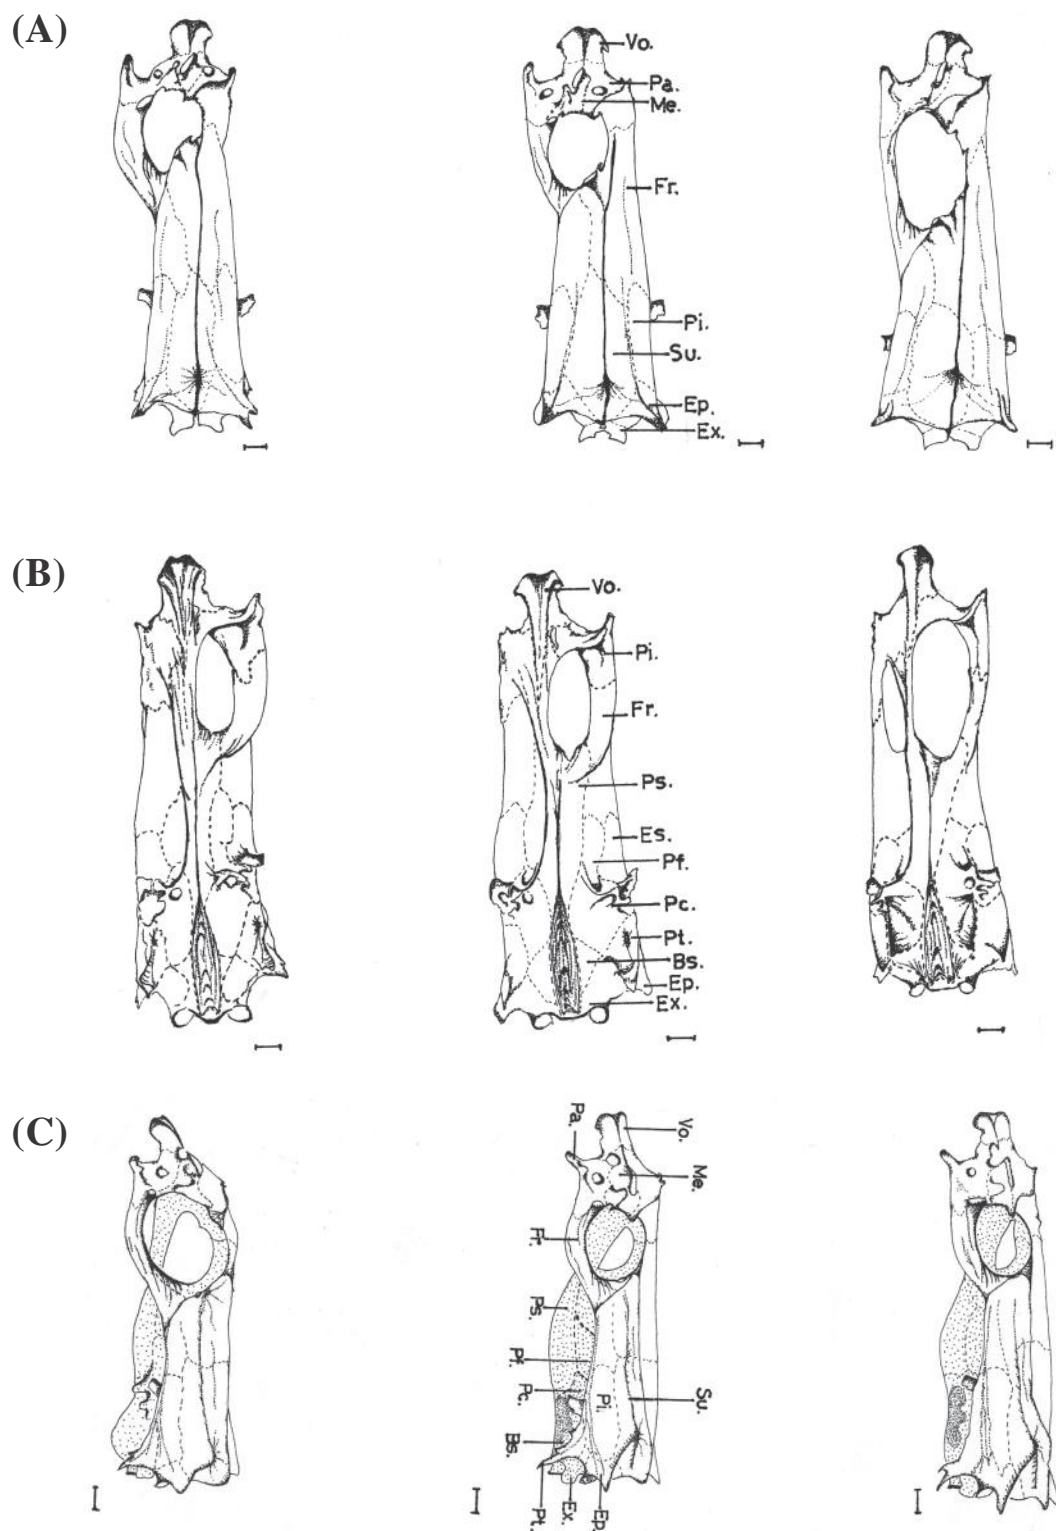 (A)
Vo.
Pa.
Me.
Fr.
Pi.
Su.
Ep.
Ex.
(B)
Vo.
Pi.
Fr.
Ps.
Es.
Pf.
Pc.
Pt.
Bs.
Ep.
Ex.
(C)
Pa.
Vo.
Me.
Fr.
Ps.
Pf.
Pc.
Pi.
Su.
Bs.
Pt.
Ex.
Ep.